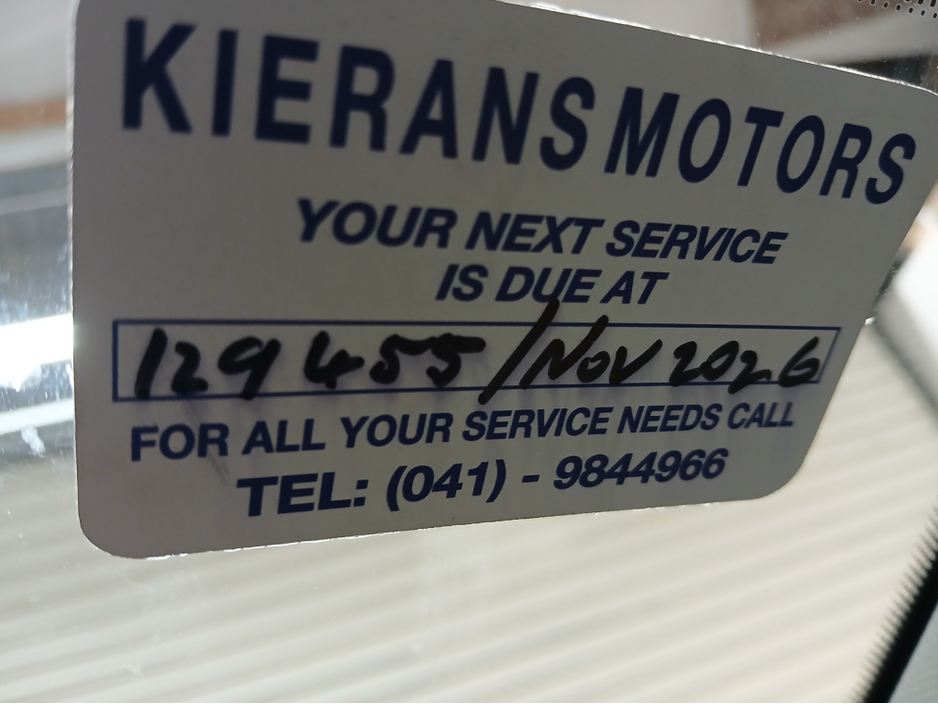 KIERANS MOTORS
YOUR NEXT SERVICE
IS DUE AT
129455/Nov 2026
FOR ALL YOUR SERVICE NEEDS CALL
TEL: (041) - 9844966